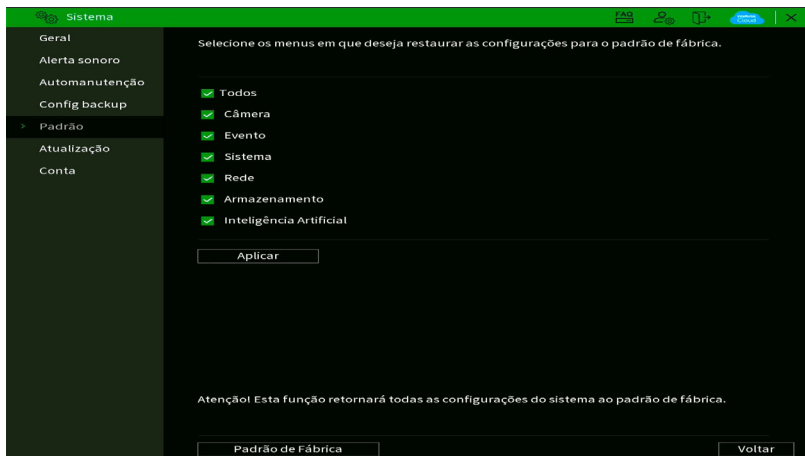 Sistema
FAQ
Cloud
Geral
Selecione os menus em que deseja restaurar as configurações para o padrão de fábrica.
Alerta sonoro
Automanutenção
Todos
Config backup
Câmera
Padrão
Evento
Atualização
Sistema
Conta
Rede
Armazenamento
Inteligência Artificial
Aplicar
Atenção! Esta função retornará todas as configurações do sistema ao padrão de fábrica.
Padrão de Fábrica
Voltar